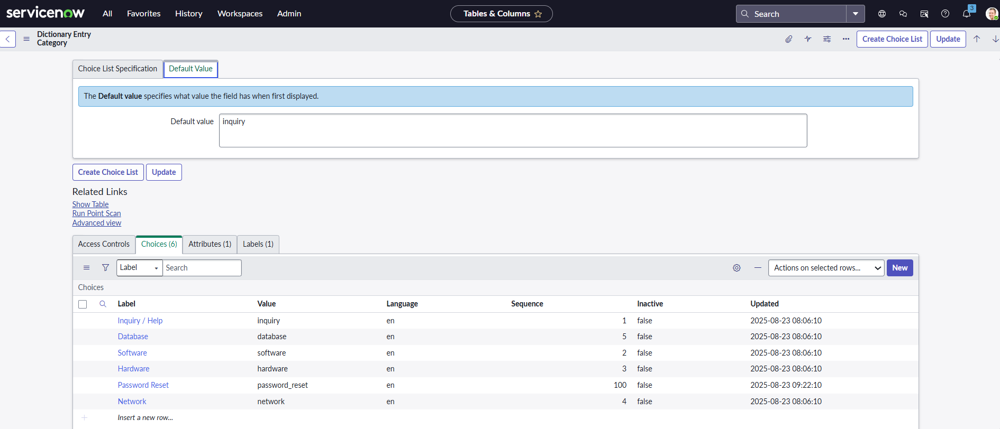 servicenow All Favorites History Workspaces Admin Tables & Columns Search 3
Dictionary Entry
Category
Create Choice List Update
Choice List Specification Default Value
The Default value specifies what value the field has when first displayed.
Default value inquiry
Create Choice List Update
Related Links
Show Table
Run Point Scan
Advanced view
Access Controls Choices (6) Attributes (1) Labels (1)
Label Search Actions on selected rows... New
Choices
Label Value Language Sequence Inactive Updated
Inquiry / Help inquiry en 1 false 2025-08-23 08:06:10
Database database en 5 false 2025-08-23 08:06:10
Software software en 2 false 2025-08-23 08:06:10
Hardware hardware en 3 false 2025-08-23 08:06:10
Password Reset password_reset en 100 false 2025-08-23 09:22:10
Network network en 4 false 2025-08-23 08:06:10
Insert a new row...